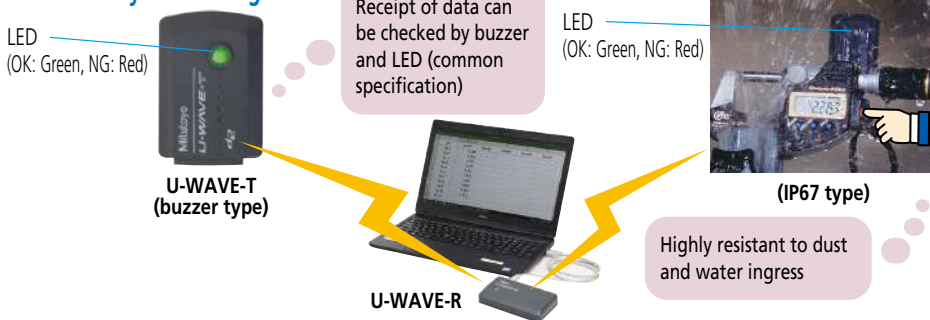 LED
(OK: Green, NG: Red)
Receipt of data can
be checked by buzzer
and LED (common
specification)
LED
(OK: Green, NG: Red)
Mitutoyo
U-WAVE-T
U-WAVE-T
(buzzer type)
(IP67 type)
Highly resistant to dust
and water ingress
U-WAVE-R